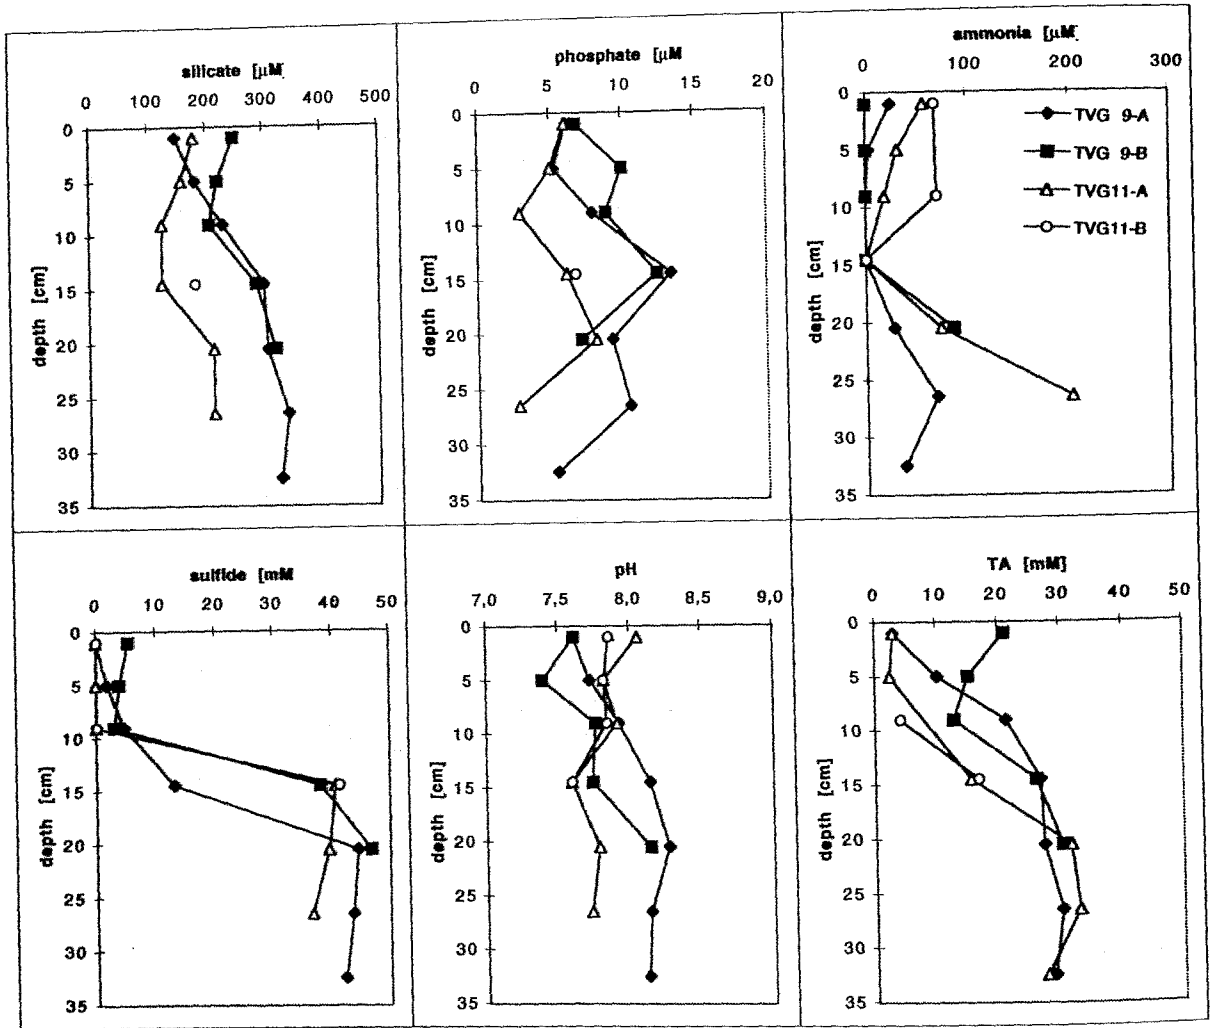 silicate [µM
0 100 200 300 400 500
0
5
10
15
20
25
30
35
depth [cm]
phosphate [µM
0 5 10 15 20
0
5
10
15
20
25
30
35
depth [cm]
ammonia [µM]
0 100 200 300
0
5
10
15
20
25
30
35
depth [cm]
TVG 9-A
TVG 9-B
TVG11-A
TVG11-B
sulfide [mM
0 10 20 30 40 50
0
5
10
15
20
25
30
35
depth [cm]
pH
7,0 7,5 8,0 8,5 9,0
0
5
10
15
20
25
30
35
depth [cm]
TA [mM]
0 10 20 30 40 50
0
5
10
15
20
25
30
35
depth [cm]